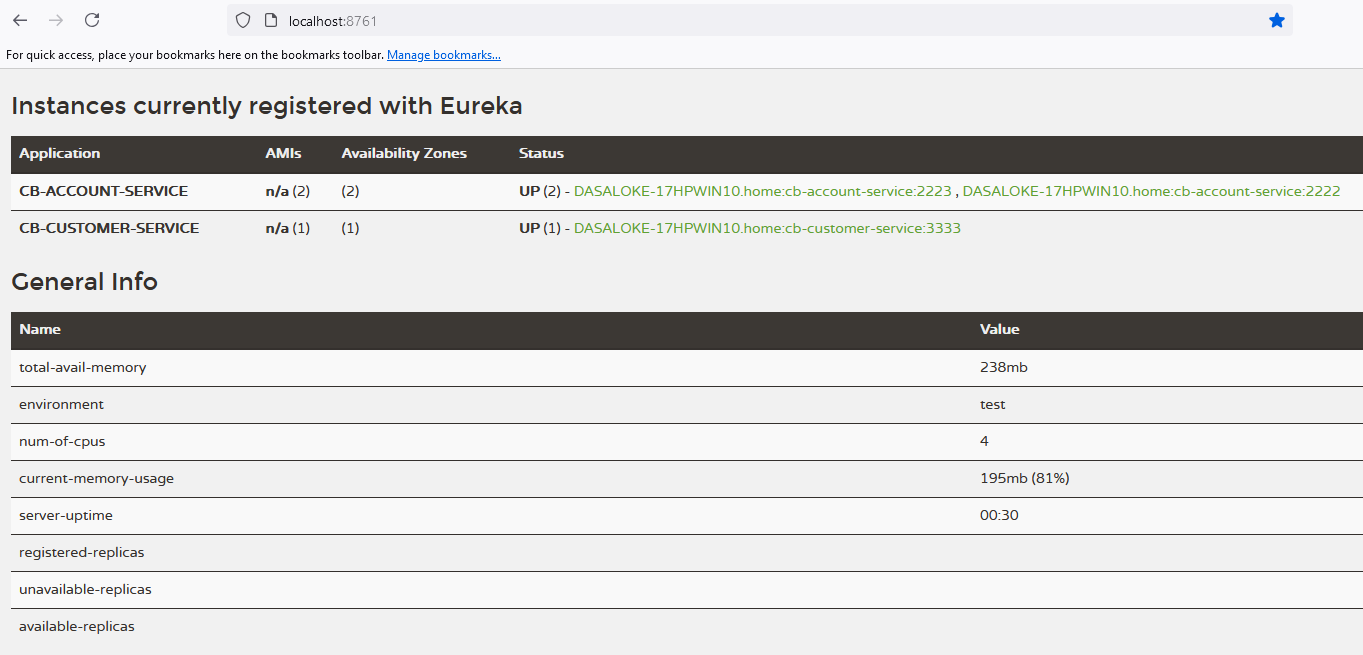 localhost:8761
For quick access, place your bookmarks here on the bookmarks toolbar. Manage bookmarks...
Instances currently registered with Eureka
Application AMIs Availability Zones Status
CB-ACCOUNT-SERVICE n/a (2) (2) UP (2) - DASALOKE-17HPWIN10.home:cb-account-service:2223 , DASALOKE-17HPWIN10.home:cb-account-service:2222
CB-CUSTOMER-SERVICE n/a (1) (1) UP (1) - DASALOKE-17HPWIN10.home:cb-customer-service:3333
General Info
Name Value
total-avail-memory 238mb
environment test
num-of-cpus 4
current-memory-usage 195mb (81%)
server-uptime 00:30
registered-replicas
unavailable-replicas
available-replicas